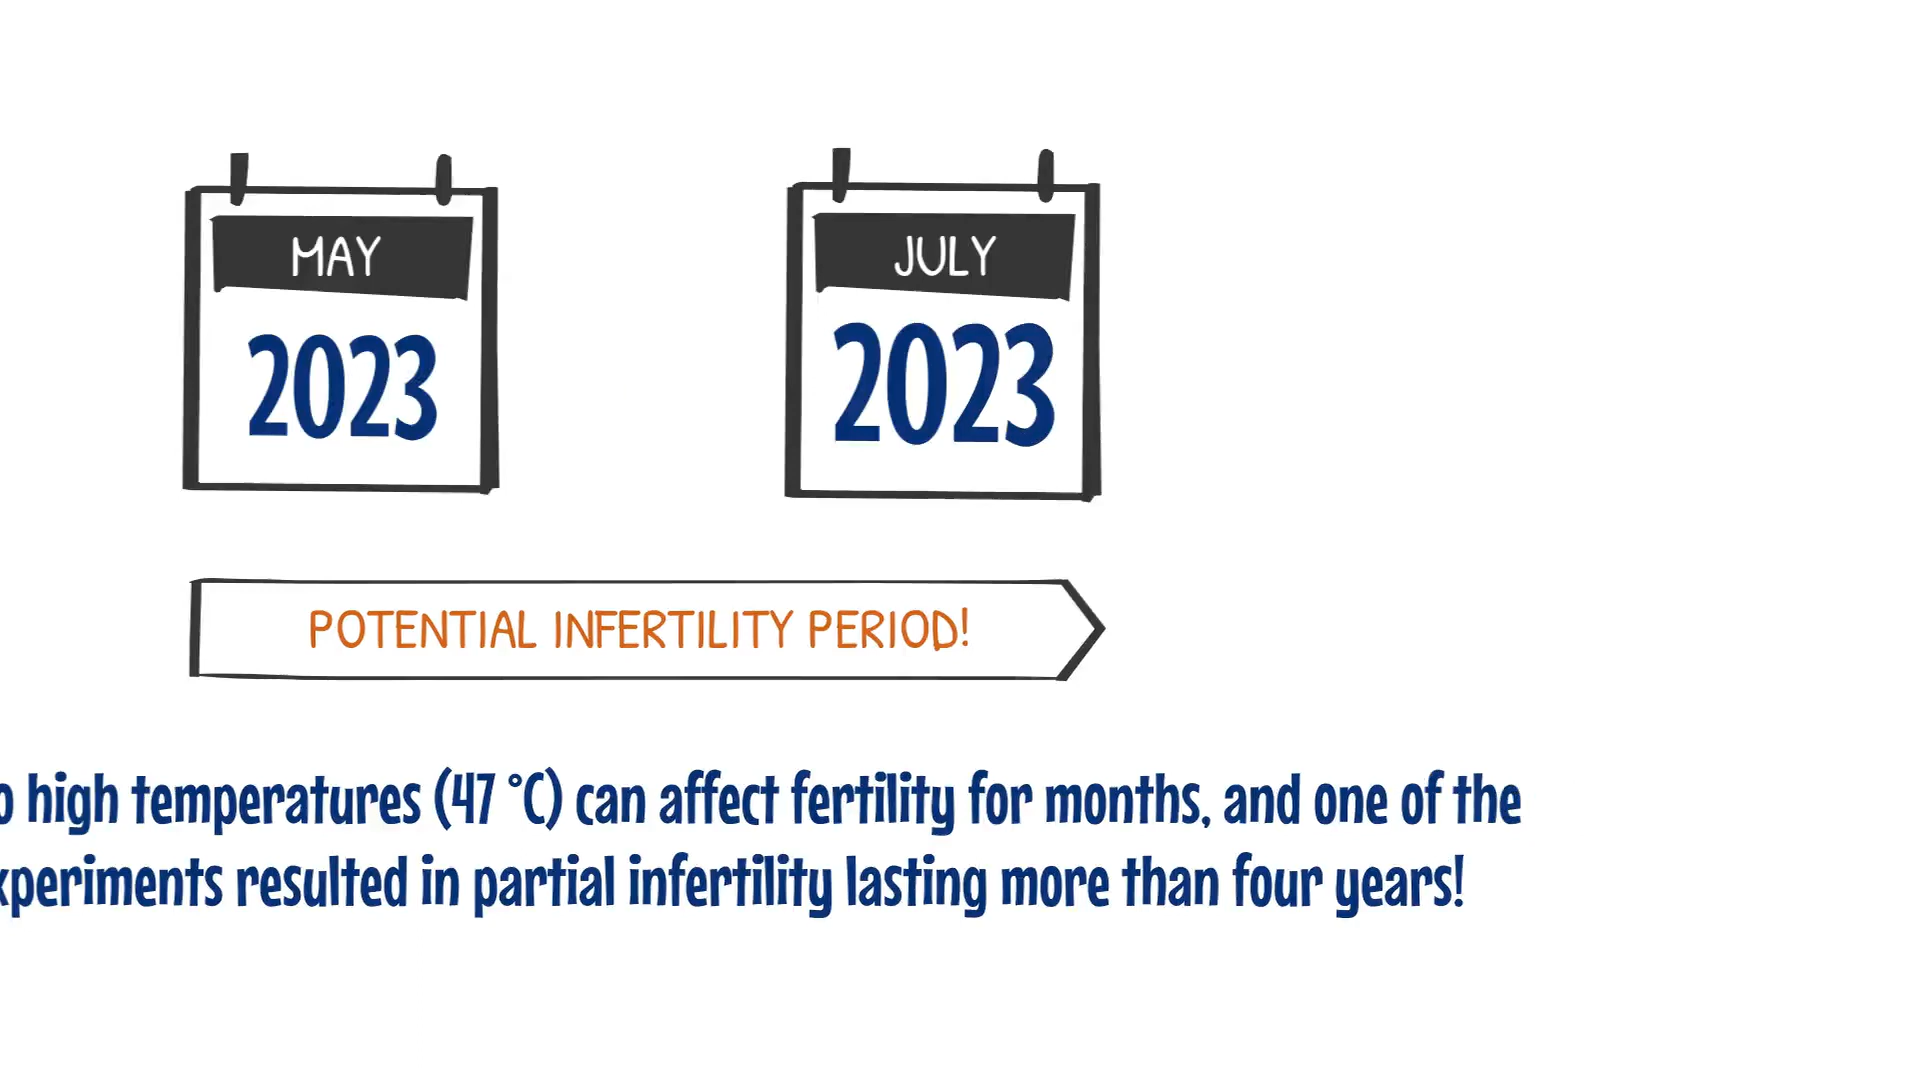 MAY
2023
JULY
2023
POTENTIAL INFERTILITY PERIOD!
high temperatures (47 °C) can affect fertility for months, and one of the
xperiments resulted in partial infertility lasting more than four years!